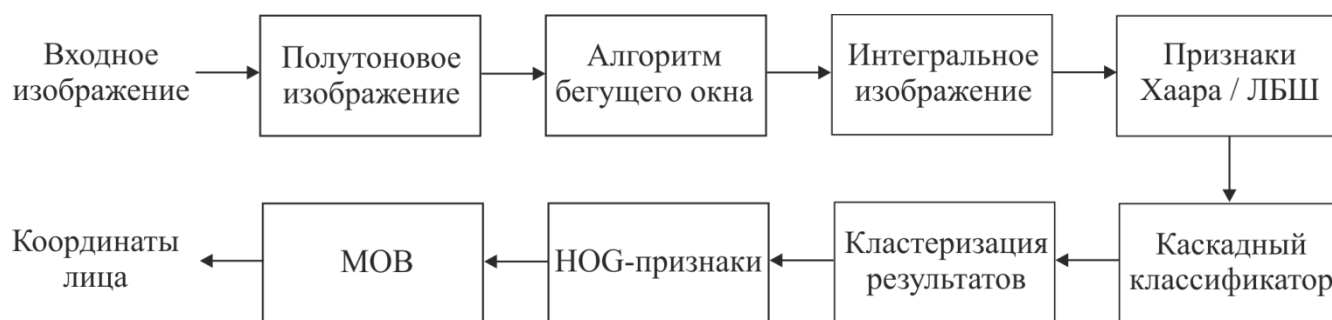 Входное
изображение
Полутоновое
изображение
Алгоритм
бегущего окна
Интегральное
изображение
Признаки
Хаара / ЛБШ
Каскадный
классификатор
Кластеризация
результатов
HOG-признаки
МОВ
Координаты
лица